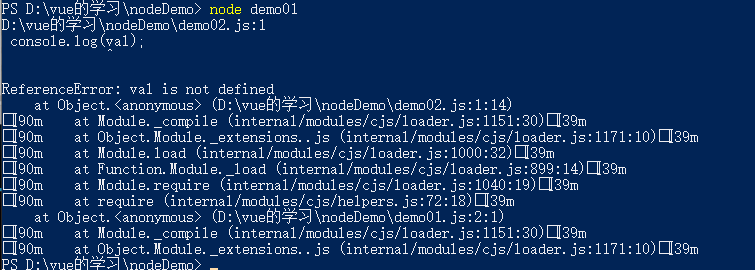 PS D:\vue的学习\nodeDemo> node demo01
D:\vue的学习\nodeDemo\demo02.js:1
console.log(val);
^
ReferenceError: val is not defined
at Object.<anonymous> (D:\vue的学习\nodeDemo\demo02.js:1:14)
□[90m    at Module._compile (internal/modules/cjs/loader.js:1151:30)□[39m
□[90m    at Object.Module._extensions..js (internal/modules/cjs/loader.js:1171:10)□[39m
□[90m    at Module.load (internal/modules/cjs/loader.js:1000:32)□[39m
□[90m    at Function.Module._load (internal/modules/cjs/loader.js:899:14)□[39m
□[90m    at Module.require (internal/modules/cjs/loader.js:1040:19)□[39m
□[90m    at require (internal/modules/cjs/helpers.js:72:18)□[39m
at Object.<anonymous> (D:\vue的学习\nodeDemo\demo01.js:2:1)
□[90m    at Module._compile (internal/modules/cjs/loader.js:1151:30)□[39m
□[90m    at Object.Module._extensions..js (internal/modules/cjs/loader.js:1171:10)□[39m
PS D:\vue的学习\nodeDemo> _